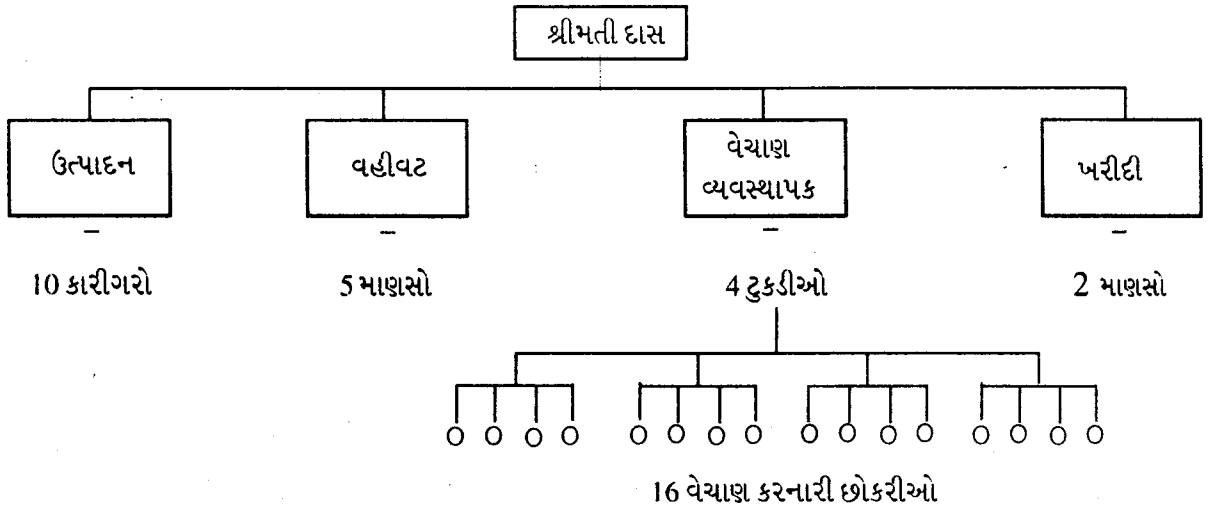 શ્રીમતી દાસ
ઉત્પાદન
વહીવટ
વેચાણ
વ્યવસ્થાપક
ખરીદી
10 કારીગરો
5 માણસો
4 ટુકડીઓ
2 માણસો
16 વેચાણ કરનારી છોકરીઓ